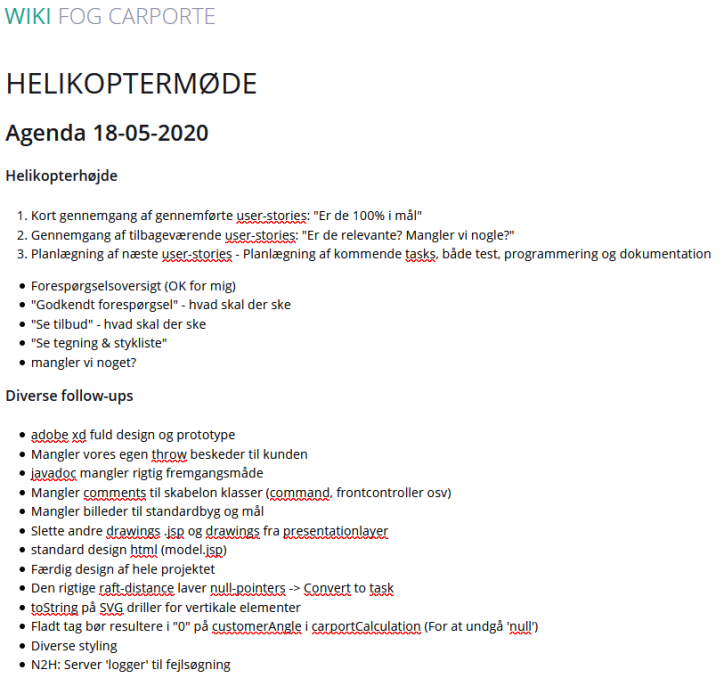 WIKI FOG CARPORTE
HELIKOPTERMØDE
Agenda 18-05-2020
Helikopterhøjde
1. Kort gennemgang af gennemførte user-stories: "Er de 100% i mål"
2. Gennemgang af tilbageværende user-stories: "Er de relevante? Mangler vi nogle?"
3. Planlægning af næste user-stories - Planlægning af kommende tasks, både test, programmering og dokumentation
• Forespørgselsoversigt (OK for mig)
• "Godkendt forespørgsel" - hvad skal der ske
• "Se tilbud" - hvad skal der ske
• "Se tegning & stykliste"
• mangler vi noget?
Diverse follow-ups
• adobe xd fuld design og prototype
• Mangler vores egen throw beskeder til kunden
• javadoc mangler rigtig fremgangsmåde
• Mangler comments til skabelon klasser (command, frontcontroller osv)
• Mangler billeder til standardbyg og mål
• Slette andre drawings .jsp og drawings fra presentationlayer
• standard design html (model.jsp)
• Færdig design af hele projektet
• Den rigtige raft-distance laver null-pointers -> Convert to task
• toString på SVG driller for vertikale elementer
• Fladt tag bør resultere i "0" på customerAngle i carportCalculation (For at undgå 'null')
• Diverse styling
• N2H: Server 'logger' til fejlsøgning